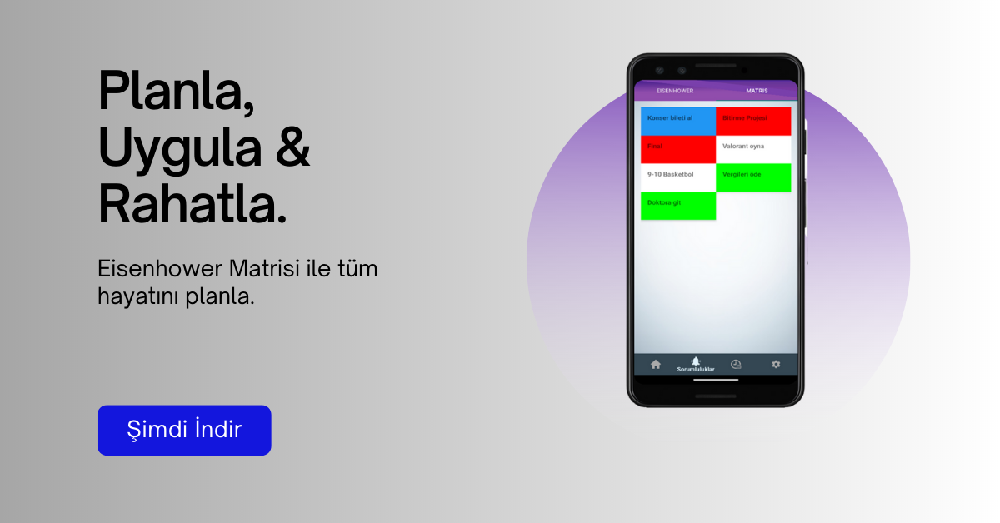 Planla,
Uygula &
Rahatla.
Eisenhower Matrisi ile tüm
hayatını planla.
Şimdi İndir
EISENHOWER MATRIS
Konser bileti al Bitirme Projesi
Final Valorant oyna
9-10 Basketbol Vergileri öde
Doktora git
Sorumluluklar